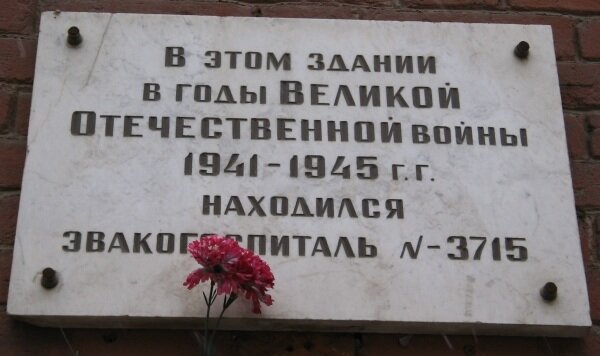 В ЭТОМ ЗДАНИИ
В ГОДЫ ВЕЛИКОЙ
ОТЕЧЕСТВЕННОЙ ВОЙНЫ
1941-1945 Г.Г.
НАХОДИЛСЯ
ЭВАКОГОСПИТАЛЬ N-3715